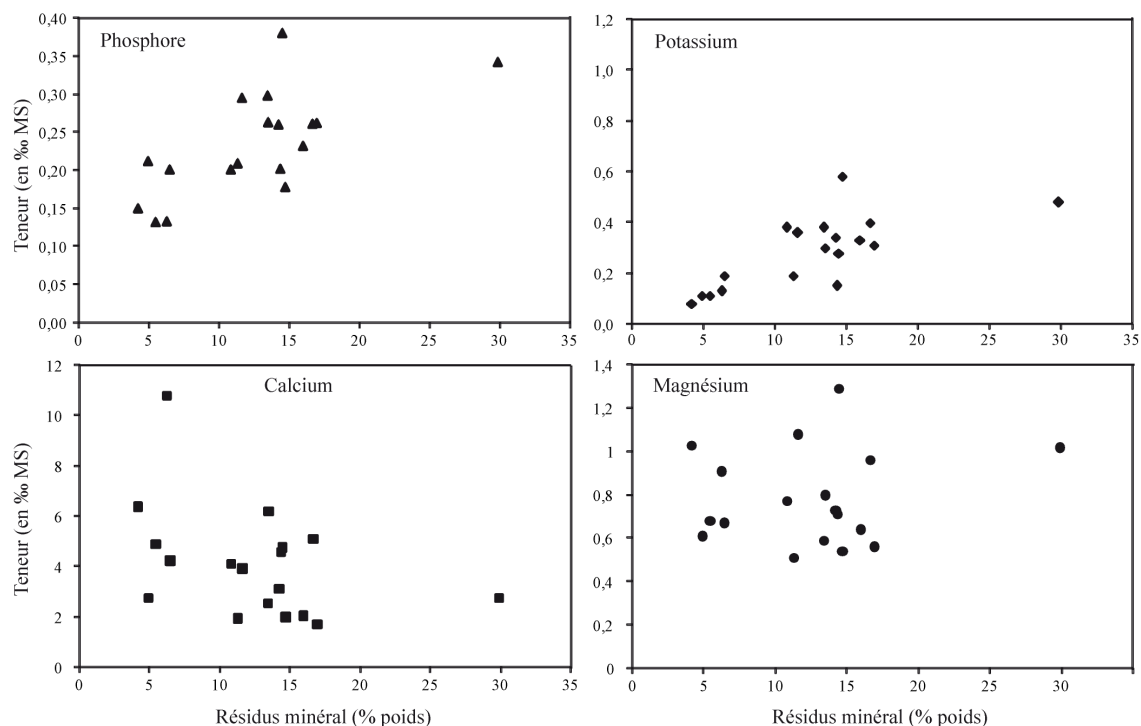 Phosphore
Teneur (en ‰ MS)
0,40
0,35
0,30
0,25
0,20
0,15
0,10
0,05
0,00
0 5 10 15 20 25 30 35
Potassium
1,2
1,0
0,8
0,6
0,4
0,2
0,0
0 5 10 15 20 25 30 35
Calcium
Teneur (en ‰ MS)
12
10
8
6
4
2
0
0 5 10 15 20 25 30 35
Résidus minéral (% poids)
Magnésium
1,4
1,2
1
0,8
0,6
0,4
0,2
0
0 5 10 15 20 25 30 35
Résidus minéral (% poids)